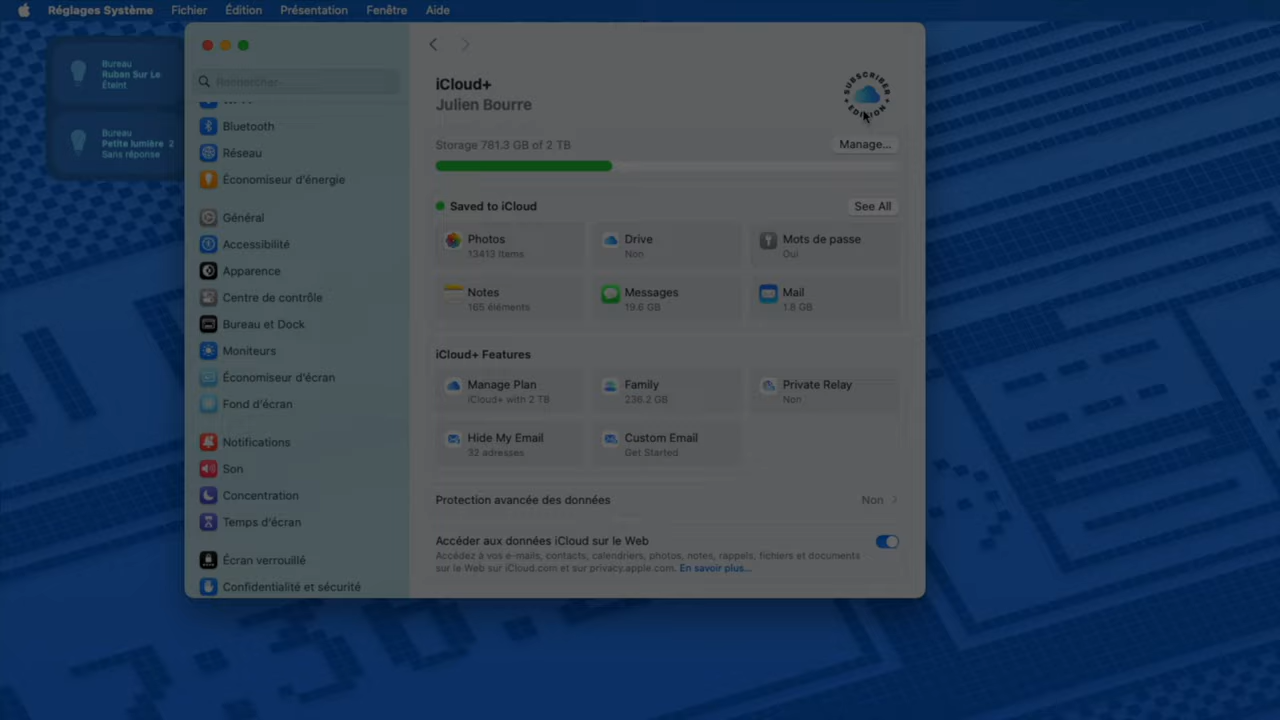 Réglages Système Fichier Édition Présentation Fenêtre Aide
Bureau
Ruban Sur Le
Éteint
Bureau
Petite lumière 2
Sans réponse
Rechercher
Wi-Fi
Bluetooth
Réseau
Économiseur d'énergie
Général
Accessibilité
Apparence
Centre de contrôle
Bureau et Dock
Moniteurs
Économiseur d'écran
Fond d'écran
Notifications
Son
Concentration
Temps d'écran
Écran verrouillé
Confidentialité et sécurité
iCloud+
Julien Bourre
SUBSCRIBER EDITION
Storage 781.3 GB of 2 TB
Manage...
Saved to iCloud
See All
Photos
13413 items
Drive
Non
Mots de passe
Oui
Notes
165 éléments
Messages
19.6 GB
Mail
1.8 GB
iCloud+ Features
Manage Plan
iCloud+ with 2 TB
Family
236.2 GB
Private Relay
Non
Hide My Email
32 adresses
Custom Email
Get Started
Protection avancée des données
Non
Accéder aux données iCloud sur le Web
Accédez à vos e-mails, contacts, calendriers, photos, notes, rappels, fichiers et documents
sur le Web sur iCloud.com et sur privacy.apple.com. En savoir plus...